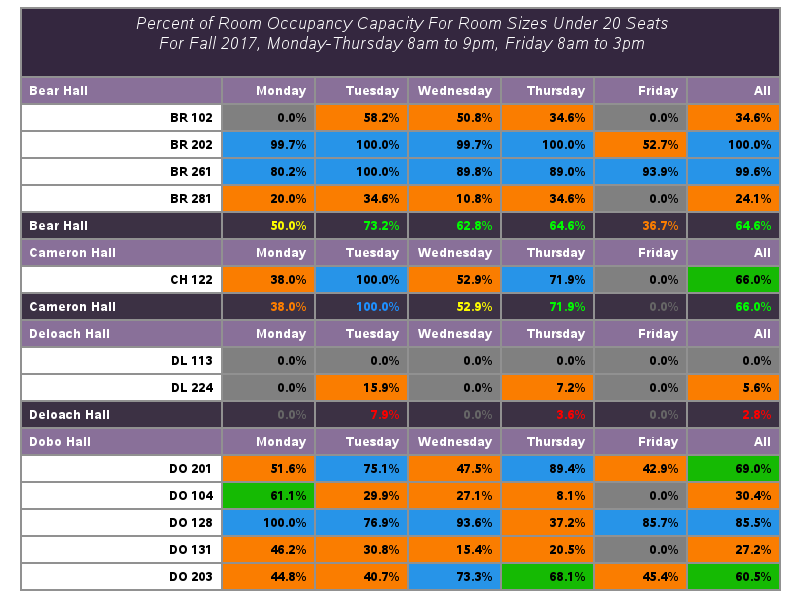 Percent of Room Occupancy Capacity For Room Sizes Under 20 Seats
For Fall 2017, Monday-Thursday 8am to 9pm, Friday 8am to 3pm
Bear Hall Monday Tuesday Wednesday Thursday Friday All
BR 102 0.0% 58.2% 50.8% 34.6% 0.0% 34.6%
BR 202 99.7% 100.0% 99.7% 100.0% 52.7% 100.0%
BR 261 80.2% 100.0% 89.8% 89.0% 93.9% 99.6%
BR 281 20.0% 34.6% 10.8% 34.6% 0.0% 24.1%
Bear Hall 50.0% 73.2% 62.8% 64.6% 36.7% 64.6%
Cameron Hall Monday Tuesday Wednesday Thursday Friday All
CH 122 38.0% 100.0% 52.9% 71.9% 0.0% 66.0%
Cameron Hall 38.0% 100.0% 52.9% 71.9% 0.0% 66.0%
Deloach Hall Monday Tuesday Wednesday Thursday Friday All
DL 113 0.0% 0.0% 0.0% 0.0% 0.0% 0.0%
DL 224 0.0% 15.9% 0.0% 7.2% 0.0% 5.6%
Deloach Hall 0.0% 7.9% 0.0% 3.6% 0.0% 2.8%
Dobo Hall Monday Tuesday Wednesday Thursday Friday All
DO 201 51.6% 75.1% 47.5% 89.4% 42.9% 69.0%
DO 104 61.1% 29.9% 27.1% 8.1% 0.0% 30.4%
DO 128 100.0% 76.9% 93.6% 37.2% 85.7% 85.5%
DO 131 46.2% 30.8% 15.4% 20.5% 0.0% 27.2%
DO 203 44.8% 40.7% 73.3% 68.1% 45.4% 60.5%